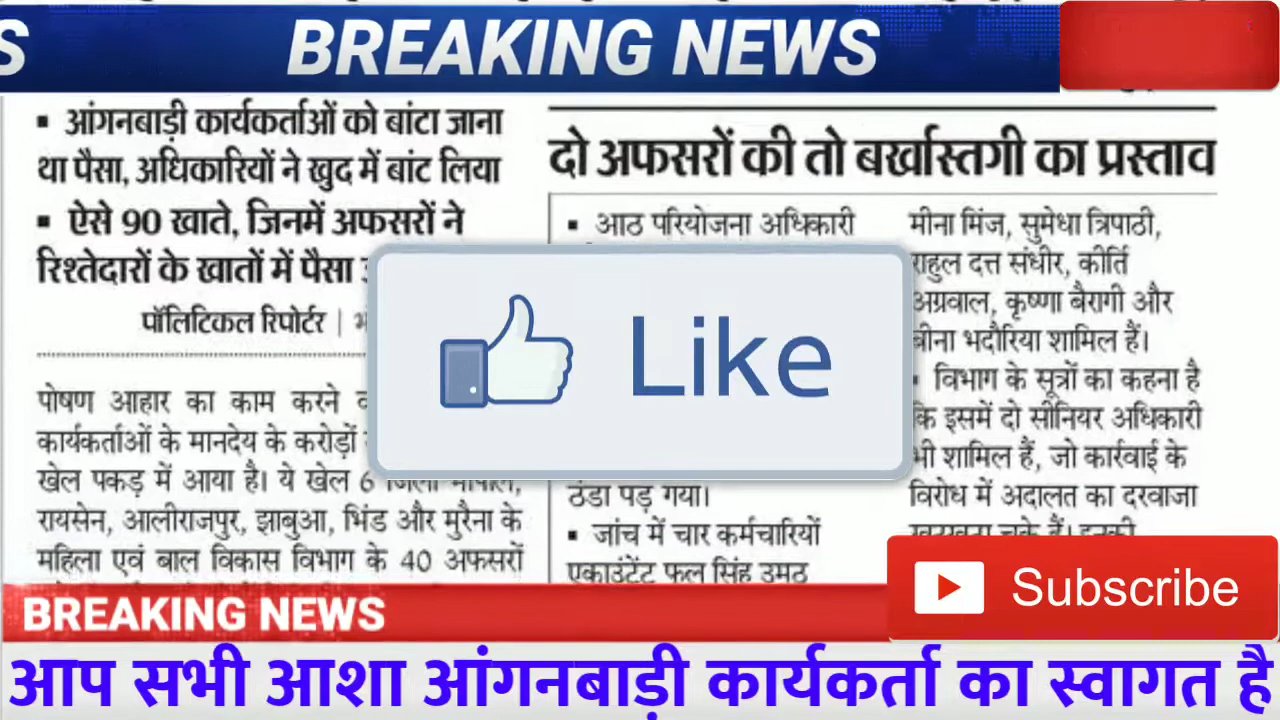 S BREAKING NEWS
▪ आंगनबाड़ी कार्यकर्ताओं को बांटा जाना
था पैसा, अधिकारियों ने खुद में बांट लिया
▪ ऐसे 90 खाते, जिनमें अफसरों ने
रिश्तेदारों के खातों में पैसा
पॉलिटिकल रिपोर्टर |
पोषण आहार का काम करने
कार्यकर्ताओं के मानदेय के करोड़ों
खेल पकड़ में आया है। ये खेल 6 जिलों भोपाल,
रायसेन, आलीराजपुर, झाबुआ, भिंड और मुरैना के
महिला एवं बाल विकास विभाग के 40 अफसरों
दो अफसरों की तो बर्खास्तगी का प्रस्ताव
▪ आठ परियोजना अधिकारी
ठंडा पड़ गया।
▪ जांच में चार कर्मचारियों
एकाउंटेंट फूल सिंह उमठ
मीना मिंज, सुमेधा त्रिपाठी,
राहुल दत्त संधीर, कीर्ति
अग्रवाल, कृष्णा बैरागी और
बीना भदौरिया शामिल हैं।
▪ विभाग के सूत्रों का कहना है
कि इसमें दो सीनियर अधिकारी
भी शामिल हैं, जो कार्रवाई के
विरोध में अदालत का दरवाजा
खटखटा चुके हैं। इनकी
Like
Subscribe
BREAKING NEWS
आप सभी आशा आंगनबाड़ी कार्यकर्ता का स्वागत है